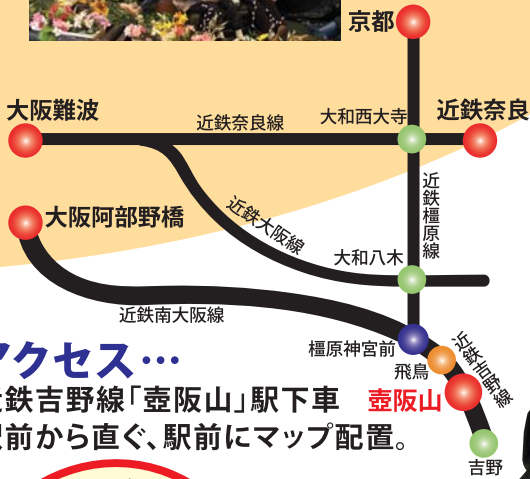 京都
大阪難波
近鉄奈良線
大和西大寺
近鉄奈良
近鉄橿原線
大阪阿部野橋
近鉄大阪線
大和八木
近鉄南大阪線
橿原神宮前
飛鳥
近鉄吉野線
壺阪山
吉野
アクセス…
近鉄吉野線「壺阪山」駅下車
駅前から直ぐ、駅前にマップ配置。